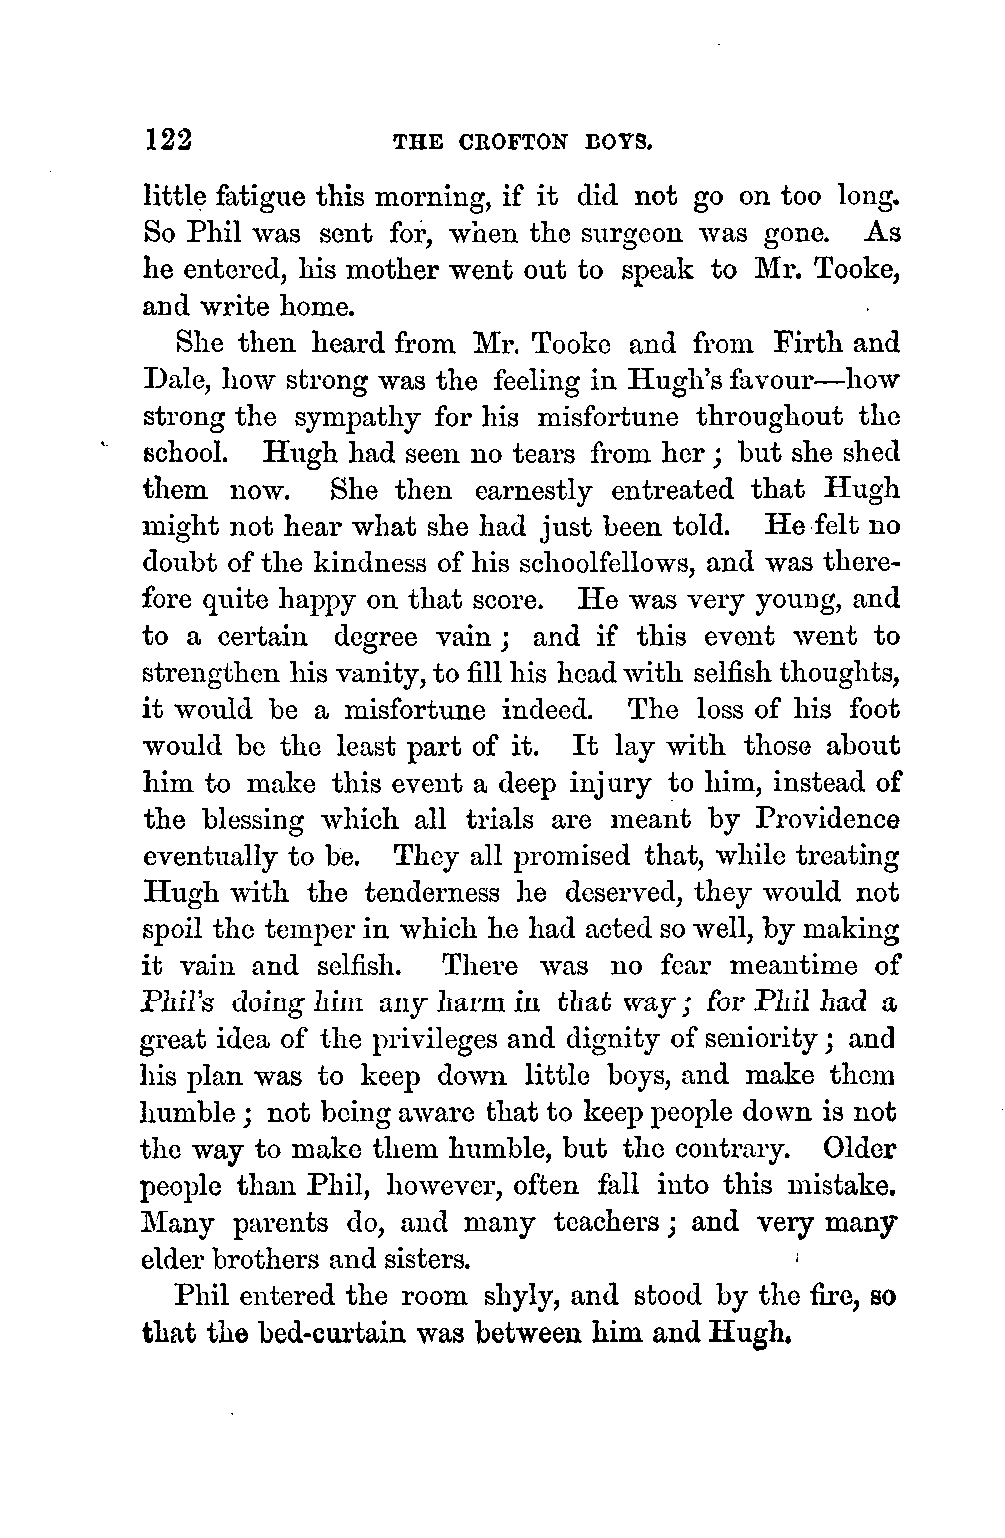 122 THE CROFTON BOYS.
little fatigue this morning, if it did not go on too long.
So Phil was sent for, when the surgeon was gone. As
he entered, his mother went out to speak to Mr. Tooke,
and write home.
She then heard from Mr. Tooke and from Firth and
Dale, how strong was the feeling in Hugh's favour—how
strong the sympathy for his misfortune throughout the
school. Hugh had seen no tears from her; but she shed
them now. She then earnestly entreated that Hugh
might not hear what she had just been told. He felt no
doubt of the kindness of his schoolfellows, and was there-
fore quite happy on that score. He was very young, and
to a certain degree vain; and if this event went to
strengthen his vanity, to fill his head with selfish thoughts,
it would be a misfortune indeed. The loss of his foot
would be the least part of it. It lay with those about
him to make this event a deep injury to him, instead of
the blessing which all trials are meant by Providence
eventually to be. They all promised that, while treating
Hugh with the tenderness he deserved, they would not
spoil the temper in which he had acted so well, by making
it vain and selfish. There was no fear meantime of
Phil's doing him any harm in that way; for Phil had a
great idea of the privileges and dignity of seniority; and
his plan was to keep down little boys, and make them
humble; not being aware that to keep people down is not
the way to make them humble, but the contrary. Older
people than Phil, however, often fall into this mistake.
Many parents do, and many teachers; and very many
elder brothers and sisters.
Phil entered the room shyly, and stood by the fire, so
that the bed-curtain was between him and Hugh.